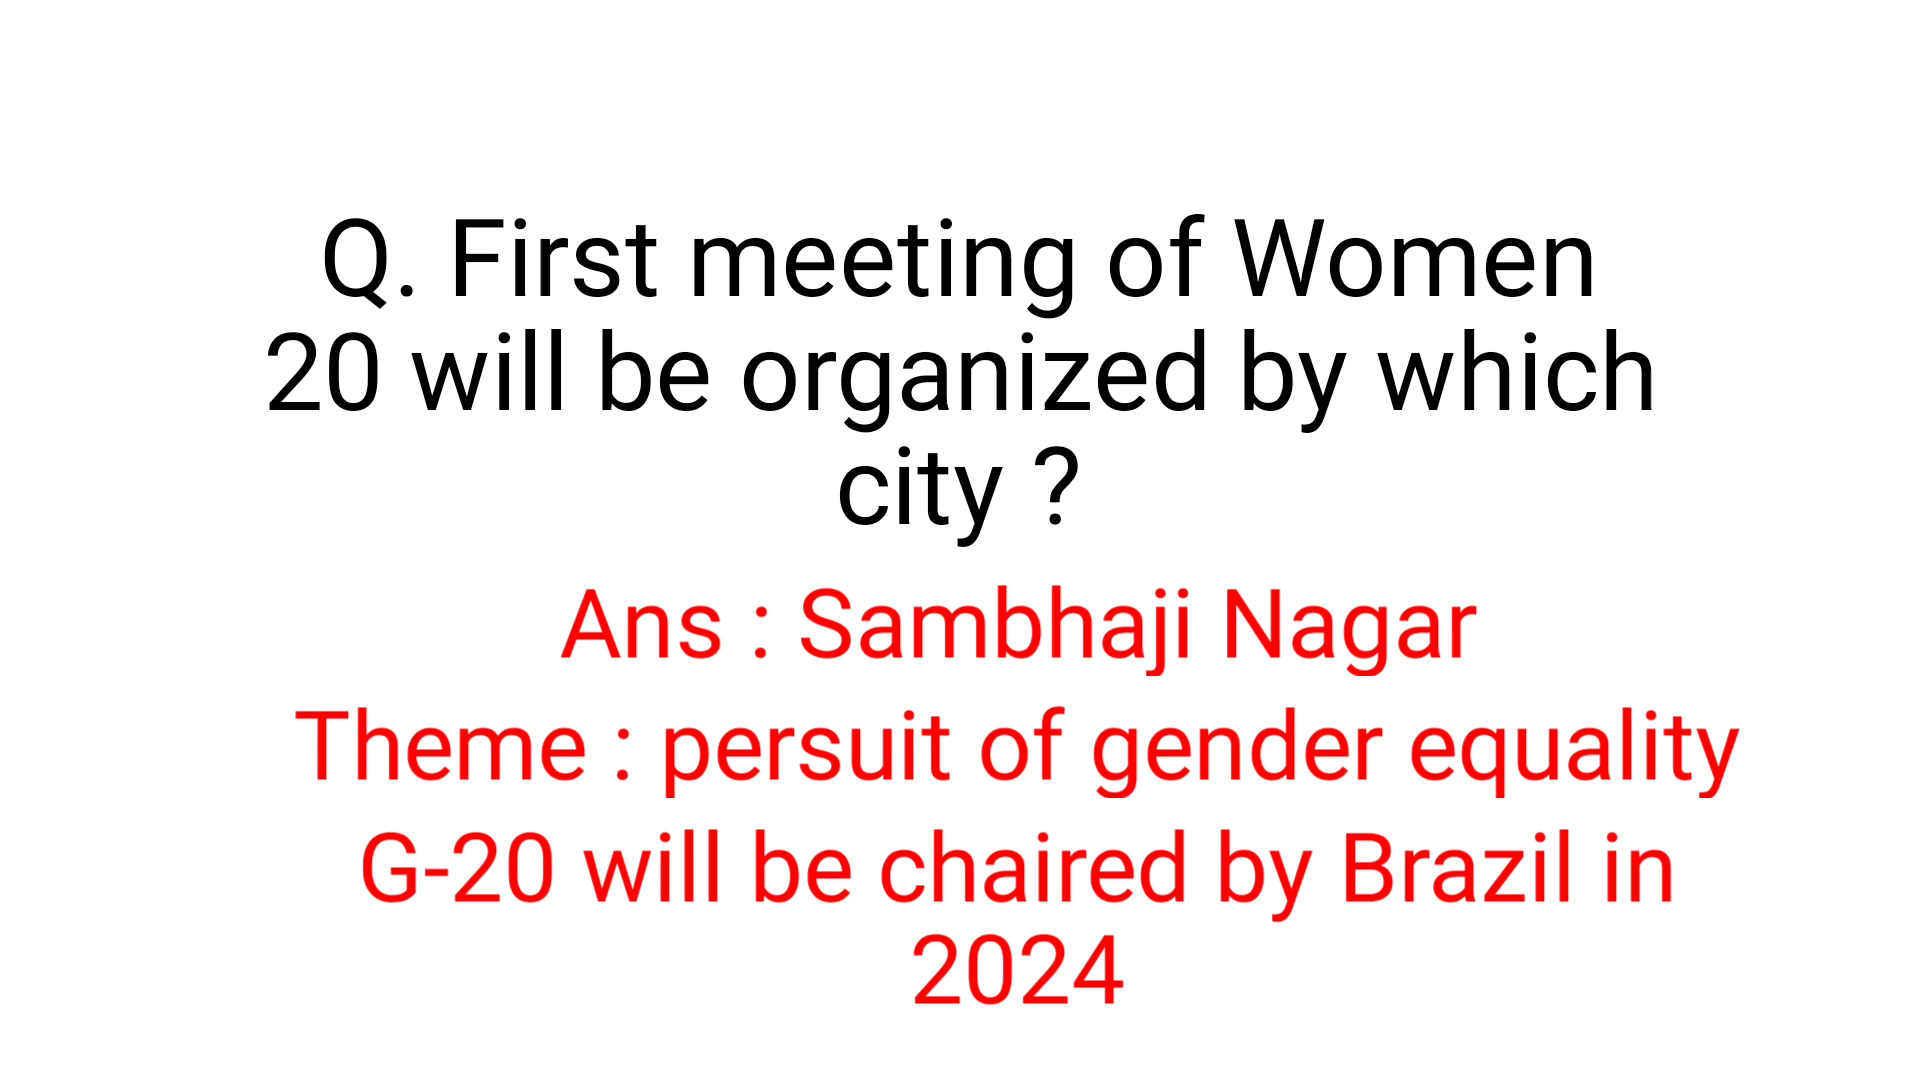 Q. First meeting of Women
20 will be organized by which
city ?
Ans : Sambhaji Nagar
Theme : persuit of gender equality
G-20 will be chaired by Brazil in
2024